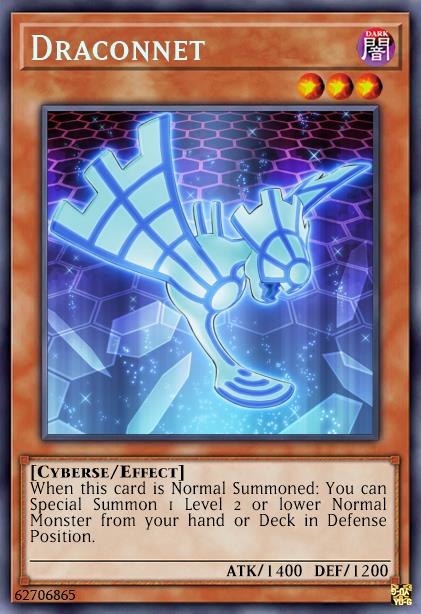 DRACONNET
DARK
闇
[CYBERSE/EFFECT]
When this card is Normal Summoned: You can
Special Summon 1 Level 2 or lower Normal
Monster from your hand or Deck in Defense
Position.
ATK/1400 DEF/1200
62706865